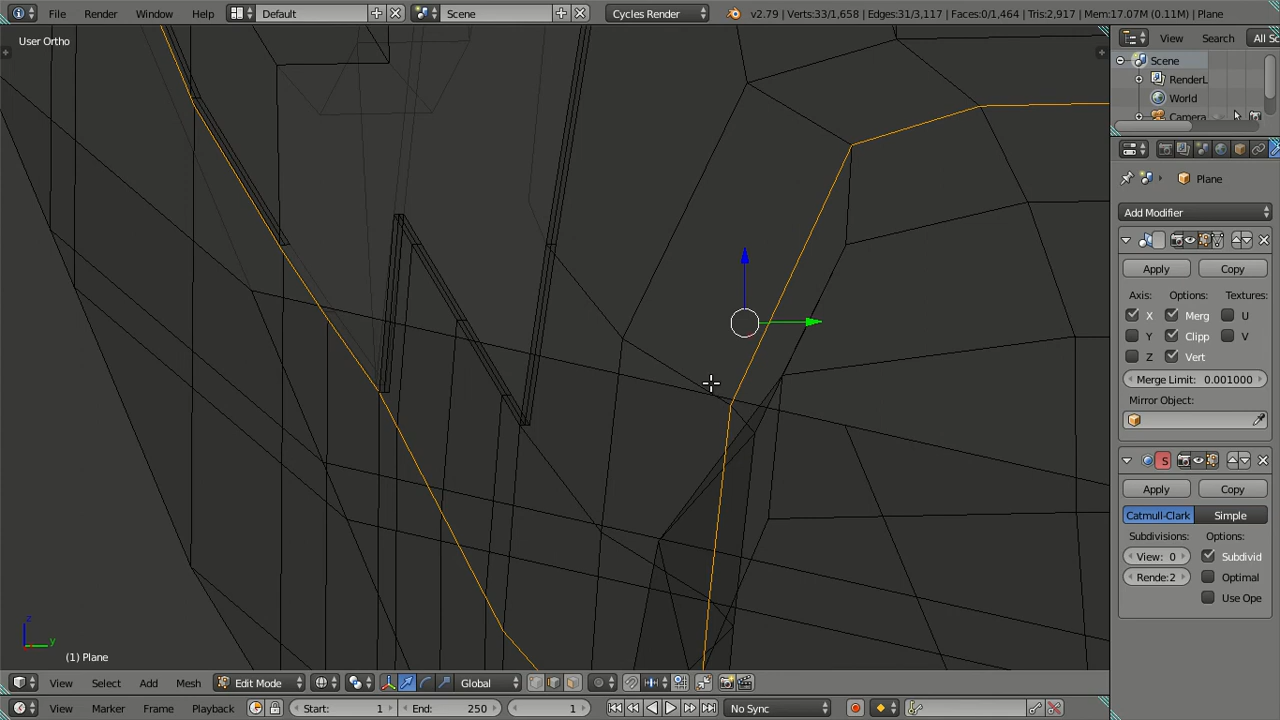 File Render Window Help Default Scene Cycles Render v2.79 | Verts:33/1,658 | Edges:31/3,117 | Faces:0/1,464 | Tris:2,917 | Mem:17.07M (0.11M) | Plane
User Ortho
View Search All Sc
Scene
RenderL
World
Camera
Plane
Add Modifier
Apply Copy
Axis: Options: Textures:
X Merg U
Y Clipp V
Z Vert
Merge Limit: 0.001000
Mirror Object:
S
Apply Copy
Catmull-Clark Simple
Subdivisions: Options:
View: 0 Subdivid
Rende:2 Optimal
Use Ope
z
y
(1) Plane
View Select Add Mesh Edit Mode Global
View Marker Frame Playback Start: 1 End: 250 1 No Sync